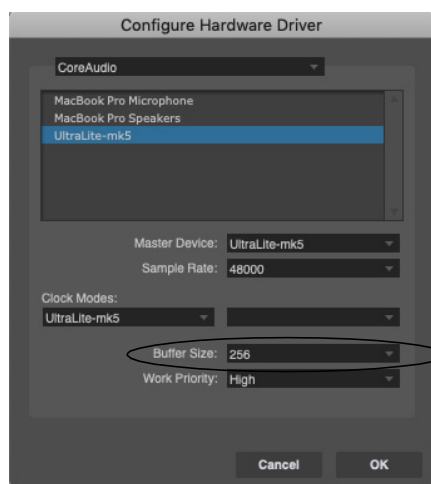 Configure Hardware Driver
CoreAudio
MacBook Pro Microphone
MacBook Pro Speakers
UltraLite-mk5
Master Device: UltraLite-mk5
Sample Rate: 48000
Clock Modes:
UltraLite-mk5
Buffer Size: 256
Work Priority: High
Cancel OK